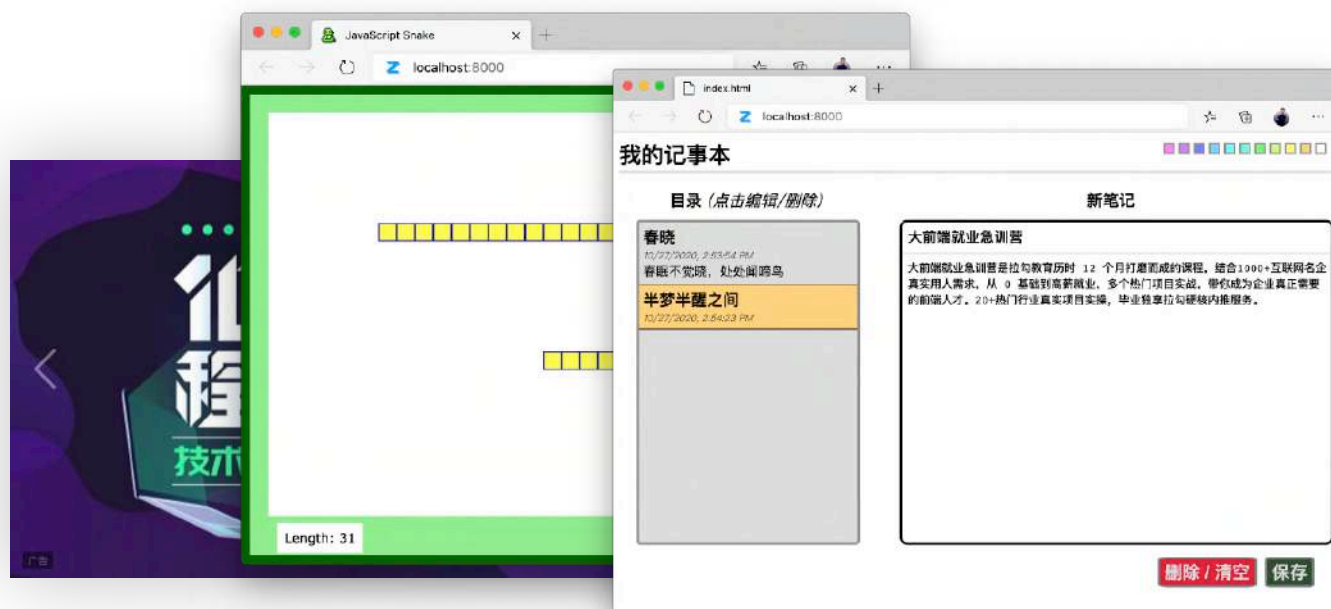 JavaScript Snake
localhost:8000
Length: 31
程
技术
广告
index.html
localhost:8000
我的记事本
目录 (点击编辑/删除)
春晓
10/27/2020, 2:53:54 PM
春眠不觉晓，处处闻啼鸟
半梦半醒之间
10/27/2020, 2:54:23 PM
新笔记
大前端就业急训营
大前端就业急训营是拉勾教育历时 12 个月打磨而成的课程，结合1000+互联网名企
真实用人需求，从 0 基础到高薪就业，多个热门项目实战，带你成为企业真正需要
的前端人才。20+热门行业真实项目实操，毕业独享拉勾硬核内推服务。
删除 / 清空
保存